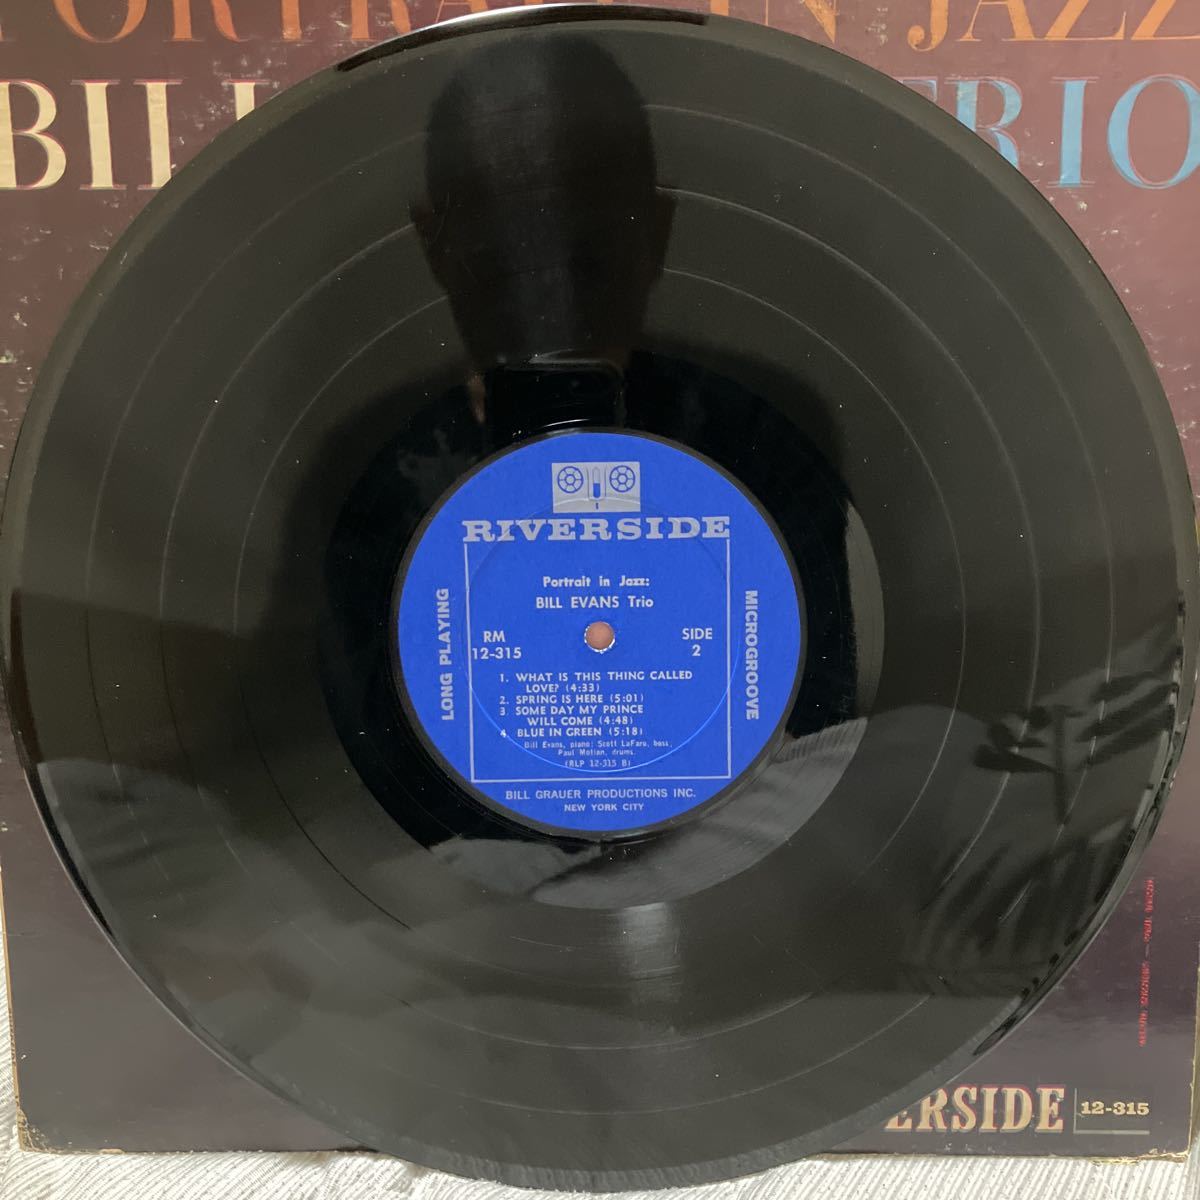 PORTRAIT IN JAZZ
BILL TRIO
RIVERSIDE
Portrait in Jazz:
BILL EVANS Trio
LONG PLAYING
MICROGROOVE
RM
12-315
SIDE
2
1. WHAT IS THIS THING CALLED
LOVE? (4:33)
2. SPRING IS HERE (5:01)
3. SOME DAY MY PRINCE
WILL COME (4:48)
4. BLUE IN GREEN (5:18)
Bill Evans, piano; Scott LaFaro, bass;
Paul Motian, drums.
(RLP 12-315 B)
BILL GRAUER PRODUCTIONS INC.
NEW YORK CITY
ERSIDE 12-315